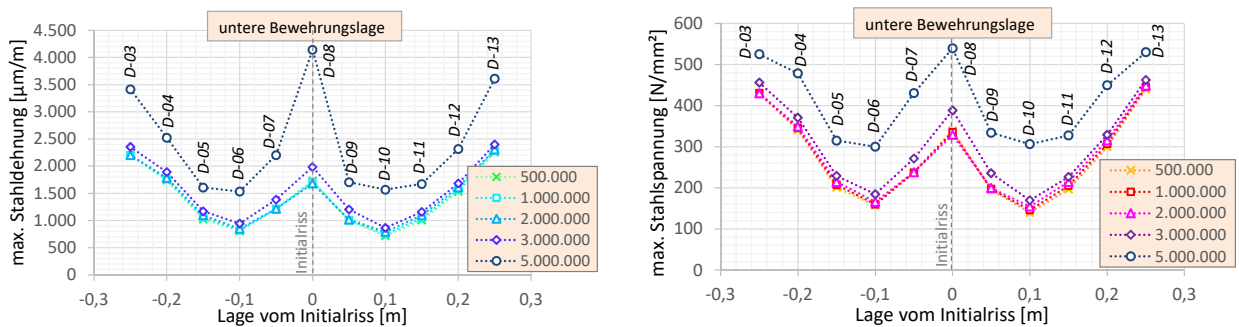 untere Bewehrungslage
max. Stahldehnung [µm/m]
4.500
4.000
3.500
3.000
2.500
2.000
1.500
1.000
500
0
D-03
D-04
D-05
D-06
D-07
D-08
D-09
D-10
D-11
D-12
D-13
Initialriss
500.000
1.000.000
2.000.000
3.000.000
5.000.000
-0,3
-0,2
-0,1
0
0,1
0,2
0,3
Lage vom Initialriss [m]
untere Bewehrungslage
max. Stahlspannung [N/mm²]
600
500
400
300
200
100
0
D-03
D-04
D-05
D-06
D-07
D-08
D-09
D-10
D-11
D-12
D-13
Initialriss
500.000
1.000.000
2.000.000
3.000.000
5.000.000
-0,3
-0,2
-0,1
0
0,1
0,2
0,3
Lage vom Initialriss [m]